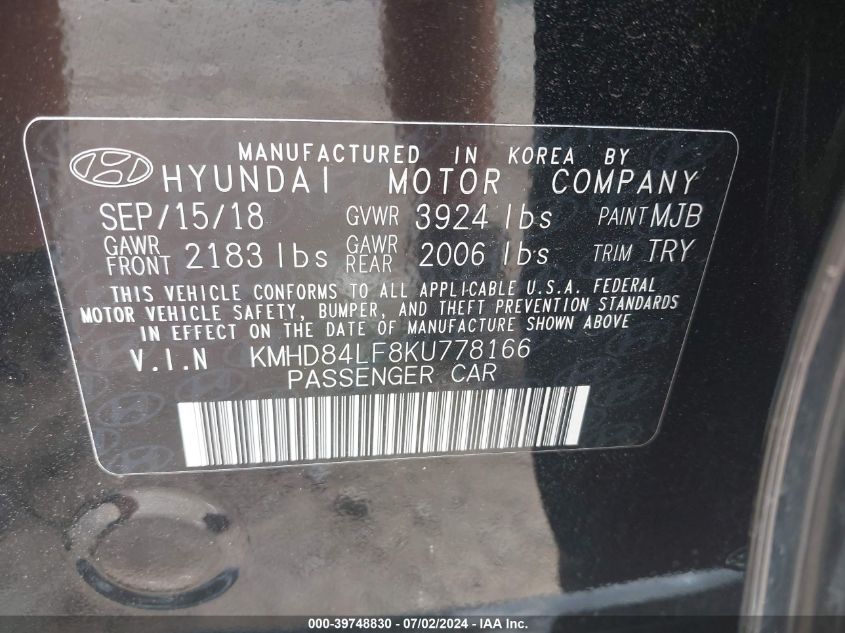 MANUFACTURED IN KOREA BY
HYUNDAI MOTOR COMPANY
SEP/15/18 GVWR 3924 lbs PAINT MJB
GAWR FRONT 2183 lbs GAWR REAR 2006 lbs TRIM TRY
THIS VEHICLE CONFORMS TO ALL APPLICABLE U.S.A. FEDERAL
MOTOR VEHICLE SAFETY, BUMPER, AND THEFT PREVENTION STANDARDS
IN EFFECT ON THE DATE OF MANUFACTURE SHOWN ABOVE
V.I.N KMHD84LF8KU778166
PASSENGER CAR
000-39748830 - 07/02/2024 - IAA Inc.